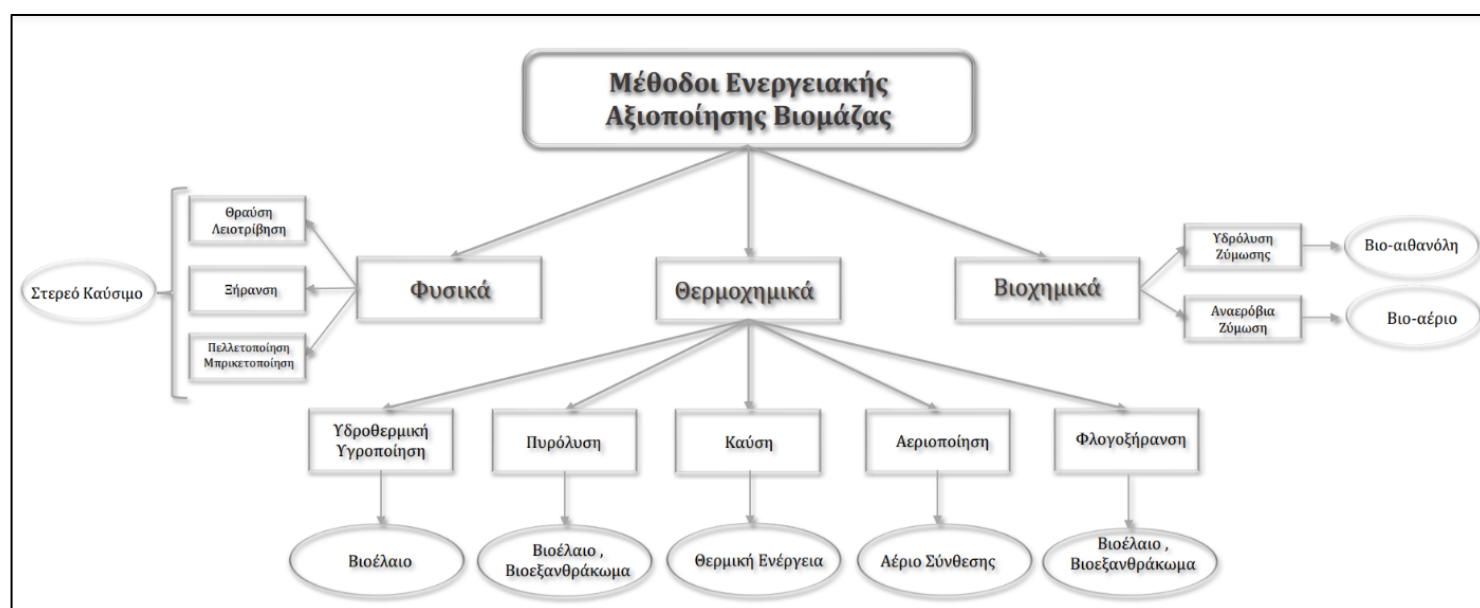 Μέθοδοι Ενεργειακής
Αξιοποίησης Βιομάζας
Θραύση
Λειοτρίβηση
Ξήρανση
Πελλετοποίηση
Μπρικετοποίηση
Στερεό Καύσιμο
Φυσικά
Θερμοχημικά
Βιοχημικά
Υδρόλυση
Ζύμωσης
Βιο-αιθανόλη
Αναερόβια
Ζύμωση
Βιο-αέριο
Υδροθερμική
Υγροποίηση
Πυρόλυση
Καύση
Αεριοποίηση
Φλογοξήρανση
Βιοέλαιο
Βιοέλαιο ,
Βιοεξανθράκωμα
Θερμική Ενέργεια
Αέριο Σύνθεσης
Βιοέλαιο ,
Βιοεξανθράκωμα